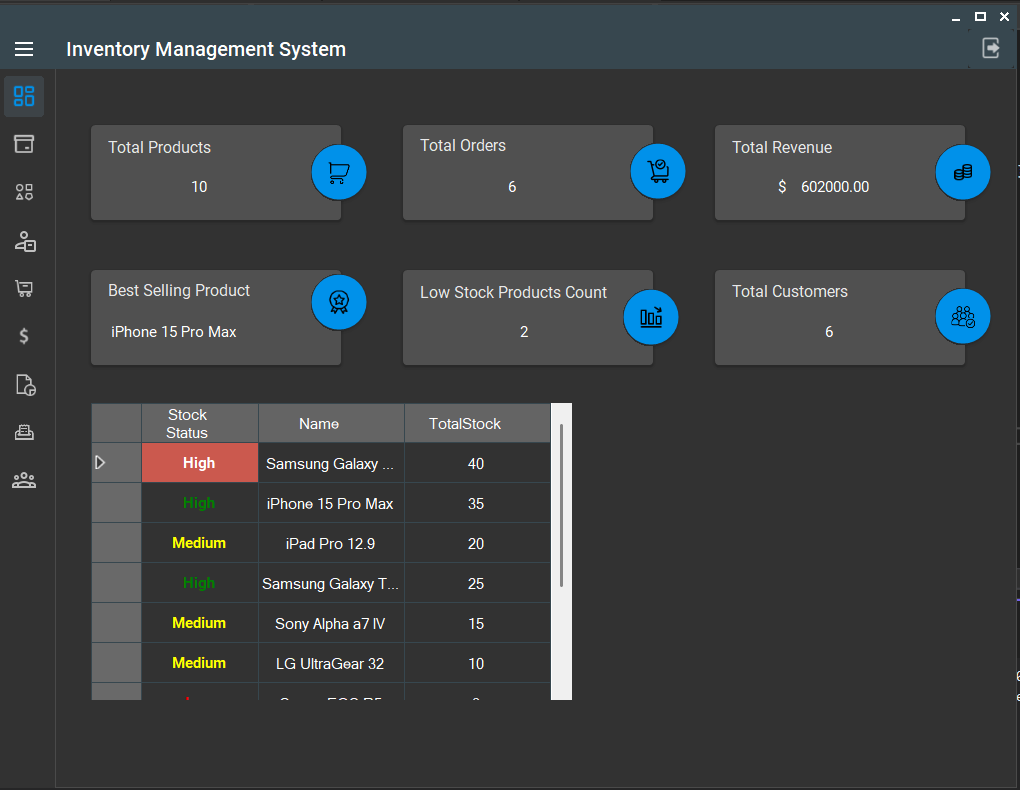 Inventory Management System
Total Products
10
Total Orders
6
Total Revenue
$ 602000.00
Best Selling Product
iPhone 15 Pro Max
Low Stock Products Count
2
Total Customers
6
Stock
Status
Name
TotalStock
High
Samsung Galaxy ...
40
High
iPhone 15 Pro Max
35
Medium
iPad Pro 12.9
20
High
Samsung Galaxy T...
25
Medium
Sony Alpha a7 IV
15
Medium
LG UltraGear 32
10